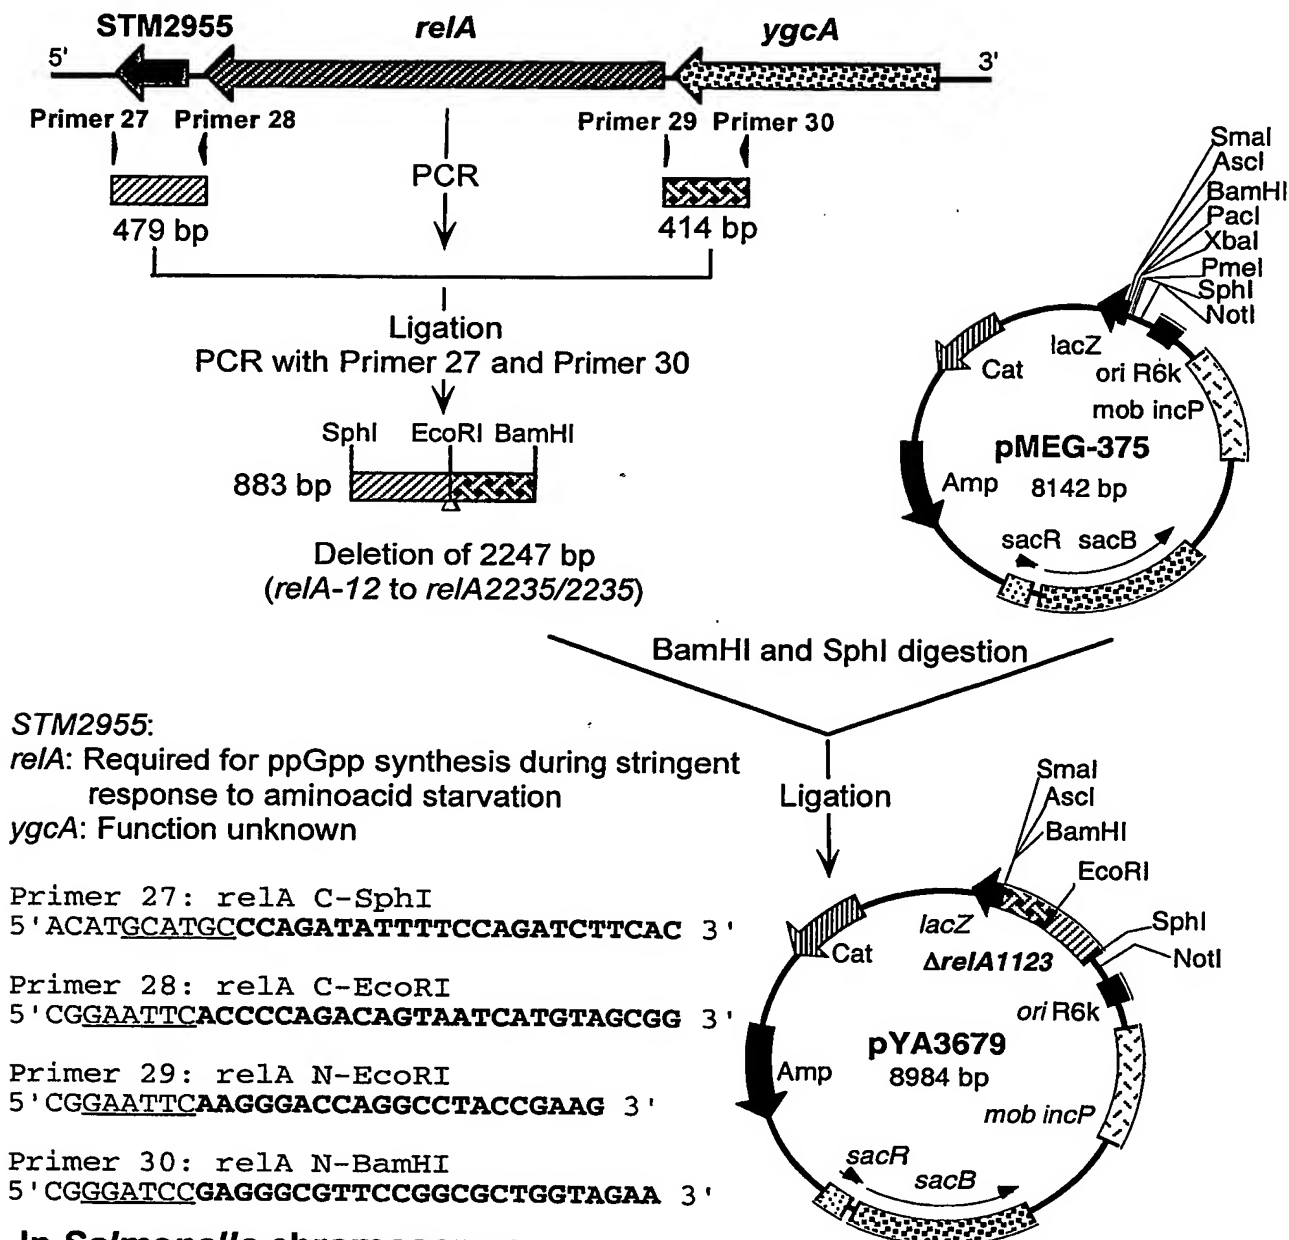 STM2955 relA ygcA
5' 3'
Primer 27 Primer 28 Primer 29 Primer 30
PCR
479 bp 414 bp
Ligation
PCR with Primer 27 and Primer 30
SphI EcoRI BamHI
883 bp
Deletion of 2247 bp
(relA-12 to relA2235/2235)
SmaI
AscI
BamHI
PacI
XbaI
PmeI
SphI
NotI
lacZ
Cat
ori R6k
mob incP
pMEG-375
Amp 8142 bp
sacR sacB
BamHI and SphI digestion
Ligation
STM2955:
relA: Required for ppGpp synthesis during stringent
response to aminoacid starvation
ygcA: Function unknown
Primer 27: relA C-SphI
5'ACATGCATGCCCAGATATTTTCCAGATCTTCAC 3'
Primer 28: relA C-EcoRI
5'CGGAATTCACCCCAGACAGTAATCATGTAGCGG 3'
Primer 29: relA N-EcoRI
5'CGGAATTCAAGGGACCAGGCCTACCGAAG 3'
Primer 30: relA N-BamHI
5'CGGGATCCGAGGGCGTTCCGGCGCTGGTAGAA 3'
SmaI
AscI
BamHI
EcoRI
SphI
NotI
lacZ
Cat
ΔrelA1123
ori R6k
pYA3679
Amp 8984 bp
mob incP
sacR
sacB
In Salmonella